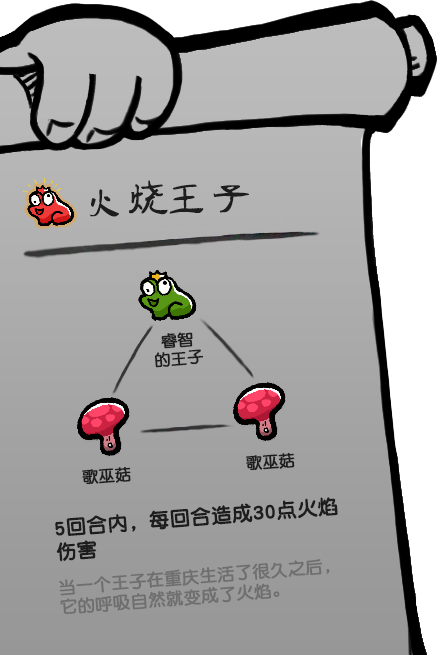 火烧王子
睿智
的王子
歌巫菇
歌巫菇
5回合内，每回合造成30点火焰
伤害
当一个王子在重庆生活了很久之后，
它的呼吸自然就变成了火焰。